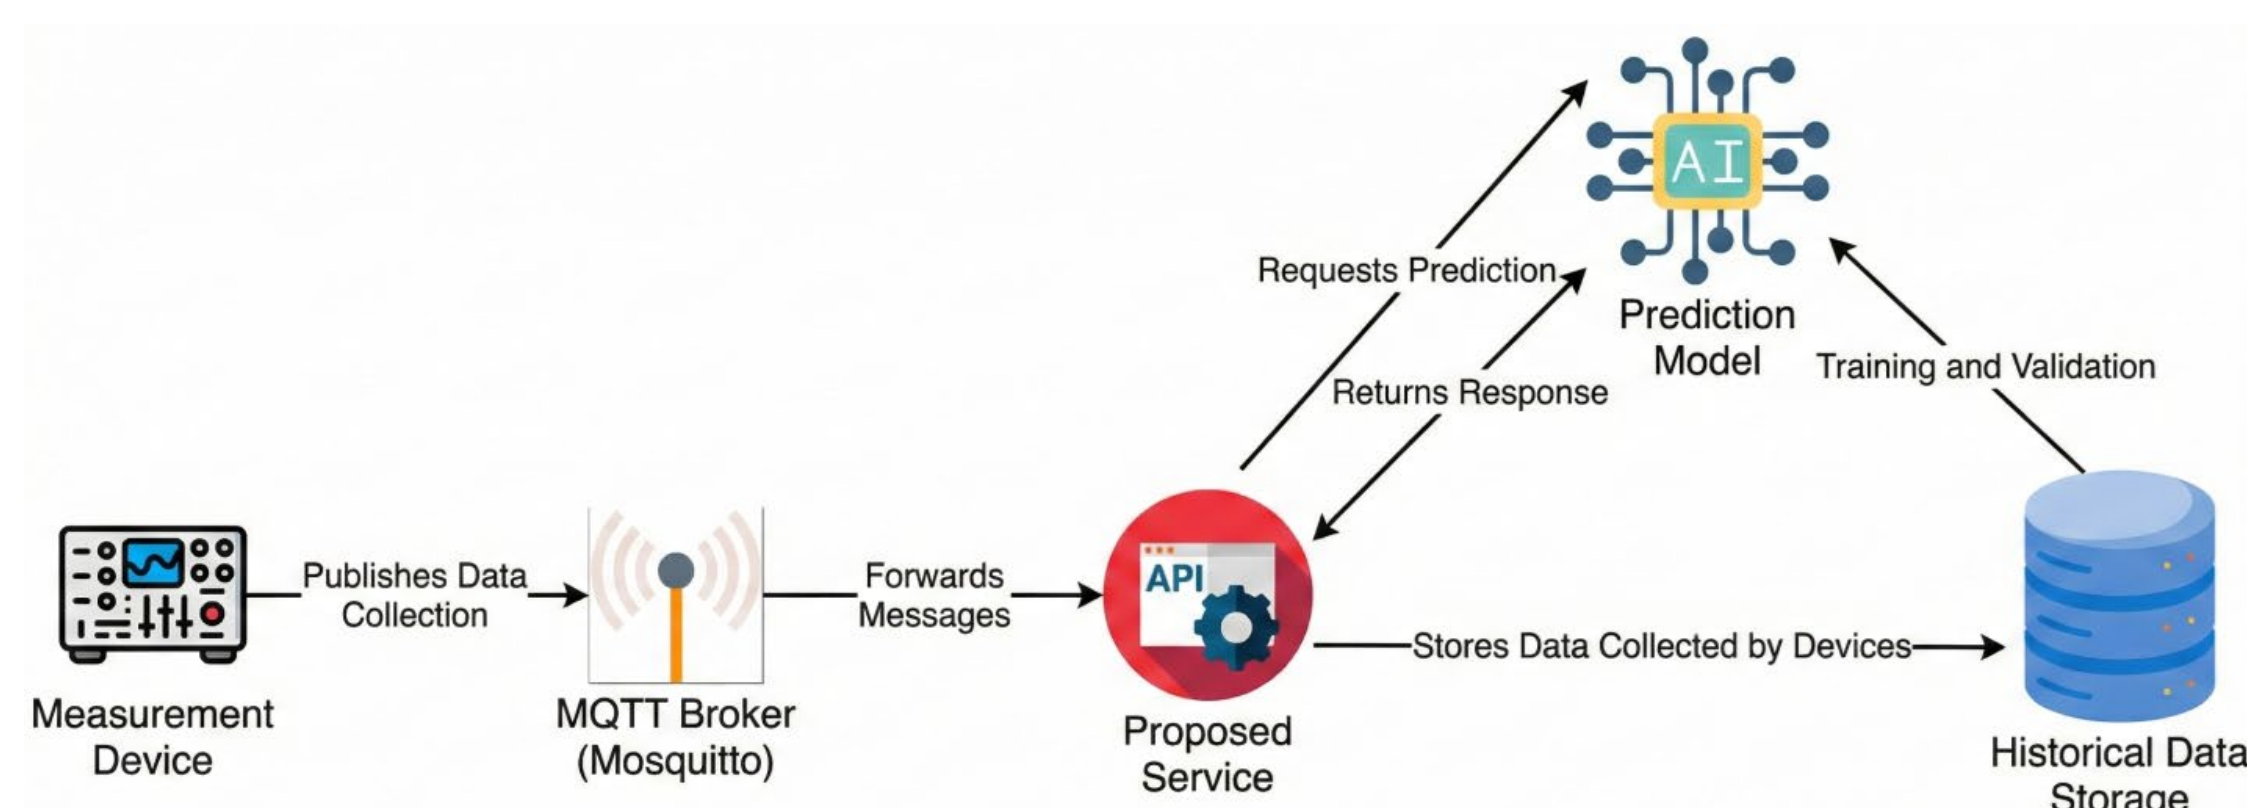 AI
Requests Prediction
Prediction
Model
Returns Response
Training and Validation
Publishes Data
Collection
Forwards
Messages
API
Stores Data Collected by Devices
Measurement
Device
MQTT Broker
(Mosquitto)
Proposed
Service
Historical Data
Storage